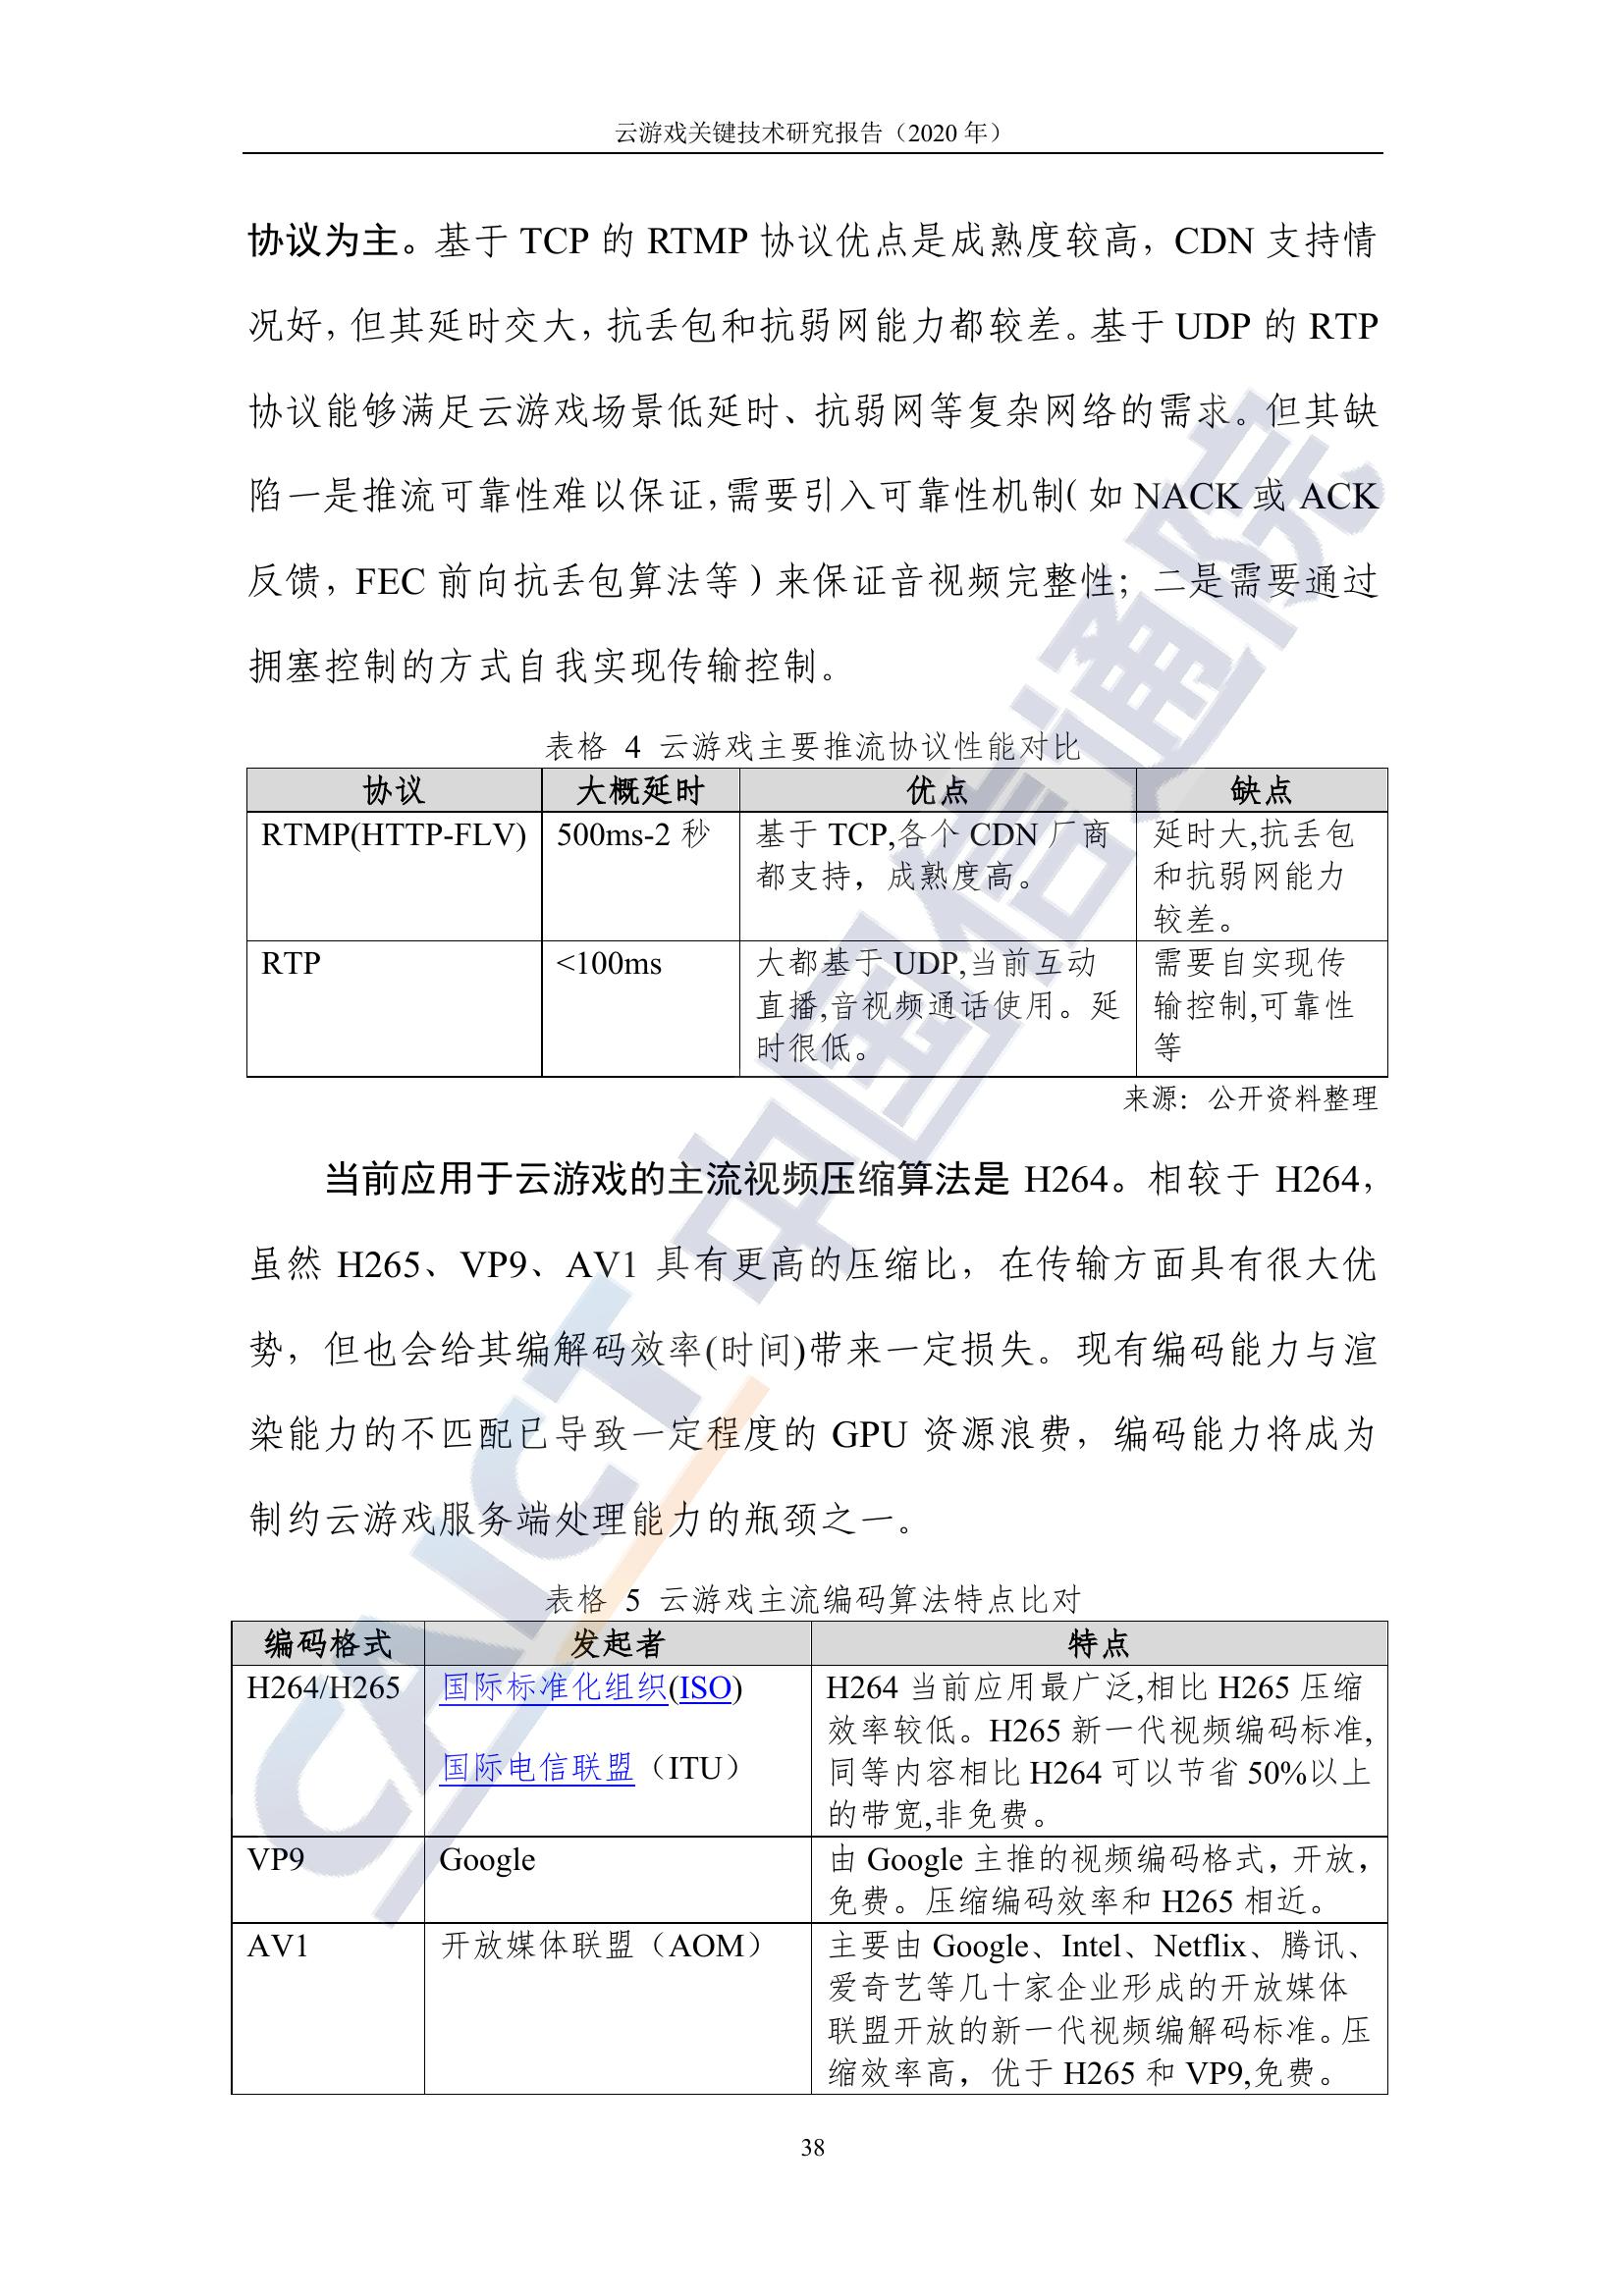 云游戏关键技术研究报告（2020 年）
协议为主。基于 TCP 的 RTMP 协议优点是成熟度较高，CDN 支持情
况好，但其延时交大，抗丢包和抗弱网能力都较差。基于 UDP 的 RTP
协议能够满足云游戏场景低延时、抗弱网等复杂网络的需求。但其缺
陷一是推流可靠性难以保证，需要引入可靠性机制（如 NACK 或 ACK
反馈，FEC 前向抗丢包算法等）来保证音视频完整性；二是需要通过
拥塞控制的方式自我实现传输控制。
表格 4 云游戏主要推流协议性能对比
协议 大概延时 优点 缺点
RTMP(HTTP-FLV) 500ms-2 秒 基于 TCP,各个 CDN 厂商 延时大,抗丢包
都支持，成熟度高。 和抗弱网能力
较差。
RTP <100ms 大都基于 UDP,当前互动 需要自实现传
直播,音视频通话使用。延 输控制,可靠性
时很低。 等
来源：公开资料整理
当前应用于云游戏的主流视频压缩算法是 H264。相较于 H264，
虽然 H265、VP9、AV1 具有更高的压缩比，在传输方面具有很大优
势，但也会给其编解码效率(时间)带来一定损失。现有编码能力与渲
染能力的不匹配已导致一定程度的 GPU 资源浪费，编码能力将成为
制约云游戏服务端处理能力的瓶颈之一。
表格 5 云游戏主流编码算法特点比对
编码格式 发起者 特点
H264/H265 国际标准化组织(ISO) H264 当前应用最广泛,相比 H265 压缩
效率较低。H265 新一代视频编码标准,
国际电信联盟（ITU） 同等内容相比 H264 可以节省 50%以上
的带宽,非免费。
VP9 Google 由 Google 主推的视频编码格式，开放，
免费。压缩编码效率和 H265 相近。
AV1 开放媒体联盟（AOM） 主要由 Google、Intel、Netflix、腾讯、
爱奇艺等几十家企业形成的开放媒体
联盟开放的新一代视频编解码标准。压
缩效率高，优于 H265 和 VP9,免费。
38
CAICT 中国信通院